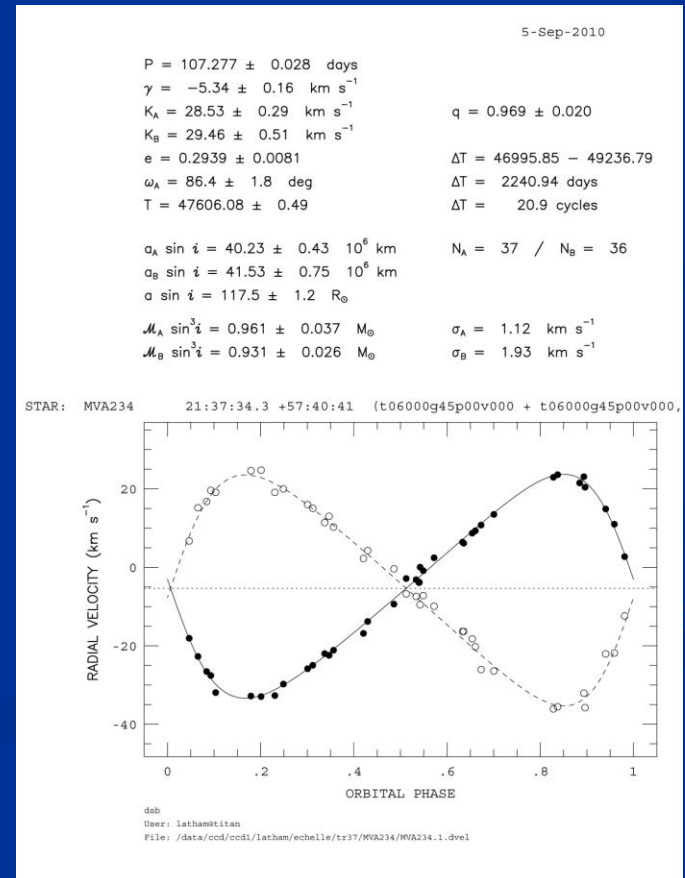 5-Sep-2010
P = 107.277 ± 0.028 days
γ = −5.34 ± 0.16 km s⁻¹
K_A = 28.53 ± 0.29 km s⁻¹ q = 0.969 ± 0.020
K_B = 29.46 ± 0.51 km s⁻¹
e = 0.2939 ± 0.0081 ΔT = 46995.85 − 49236.79
ω_A = 86.4 ± 1.8 deg ΔT = 2240.94 days
T = 47606.08 ± 0.49 ΔT = 20.9 cycles
a_A sin i = 40.23 ± 0.43 10⁶ km N_A = 37 / N_B = 36
a_B sin i = 41.53 ± 0.75 10⁶ km
a sin i = 117.5 ± 1.2 R⊙
ℳ_A sin³i = 0.961 ± 0.037 M⊙ σ_A = 1.12 km s⁻¹
ℳ_B sin³i = 0.931 ± 0.026 M⊙ σ_B = 1.93 km s⁻¹
STAR: MVA234 21:37:34.3 +57:40:41 (t06000g45p00v000 + t06000g45p00v000,
20
0
-20
-40
RADIAL VELOCITY (km s⁻¹)
0 .2 .4 .6 .8 1
ORBITAL PHASE
dsb
User: latham@titan
File: /data/ccd/ccd1/latham/echelle/tr37/MVA234/MVA234.1.dvel